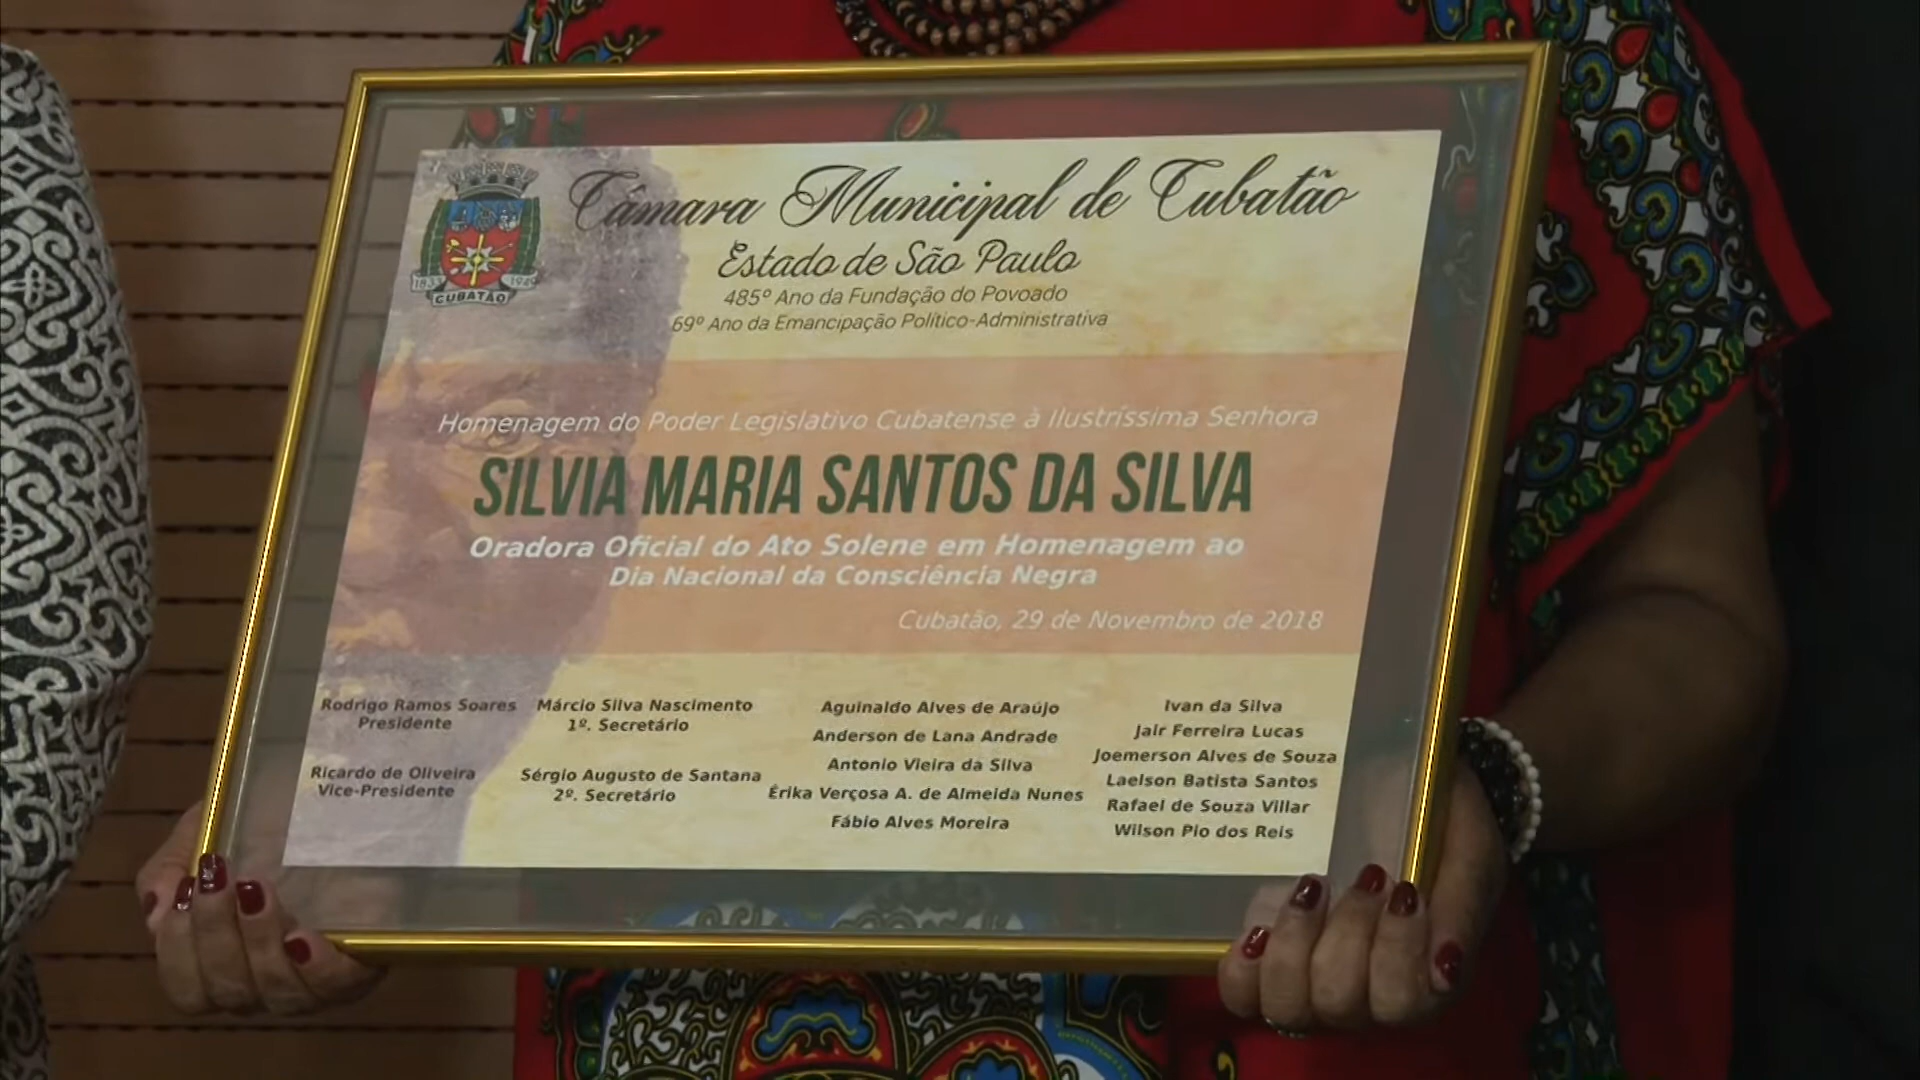 Câmara Municipal de Cubatão
Estado de São Paulo
485º Ano da Fundação do Povoado
69º Ano da Emancipação Político-Administrativa
1833 1949
CUBATÃO
Homenagem do Poder Legislativo Cubatense à Ilustríssima Senhora
SILVIA MARIA SANTOS DA SILVA
Oradora Oficial do Ato Solene em Homenagem ao
Dia Nacional da Consciência Negra
Cubatão, 29 de Novembro de 2018
Rodrigo Ramos Soares
Presidente
Ricardo de Oliveira
Vice-Presidente
Márcio Silva Nascimento
1º. Secretário
Sérgio Augusto de Santana
2º. Secretário
Aguinaldo Alves de Araújo
Anderson de Lana Andrade
Antonio Vieira da Silva
Érika Verçosa A. de Almeida Nunes
Fábio Alves Moreira
Ivan da Silva
Jair Ferreira Lucas
Joemerson Alves de Souza
Laelson Batista Santos
Rafael de Souza Villar
Wilson Pio dos Reis